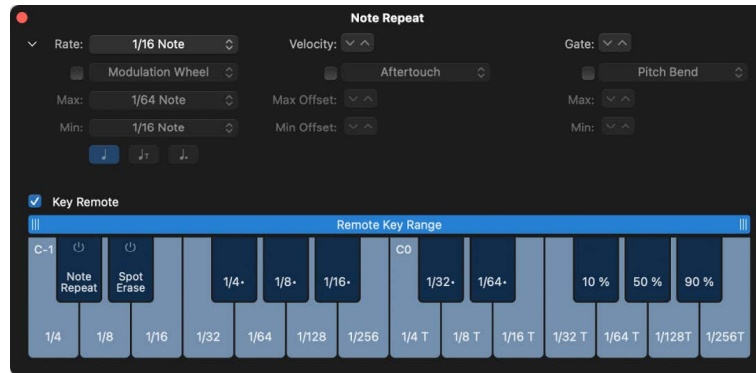 Note Repeat
Rate: 1/16 Note Velocity: Gate:
Modulation Wheel Aftertouch Pitch Bend
Max: 1/64 Note Max Offset: Max:
Min: 1/16 Note Min Offset: Min:
Key Remote
Remote Key Range
C-1 C0
Note Repeat
Spot Erase
1/4• 1/8• 1/16• 1/32• 1/64• 10 % 50 % 90 %
1/4 1/8 1/16 1/32 1/64 1/128 1/256 1/4 T 1/8 T 1/16 T 1/32 T 1/64 T 1/128T 1/256T